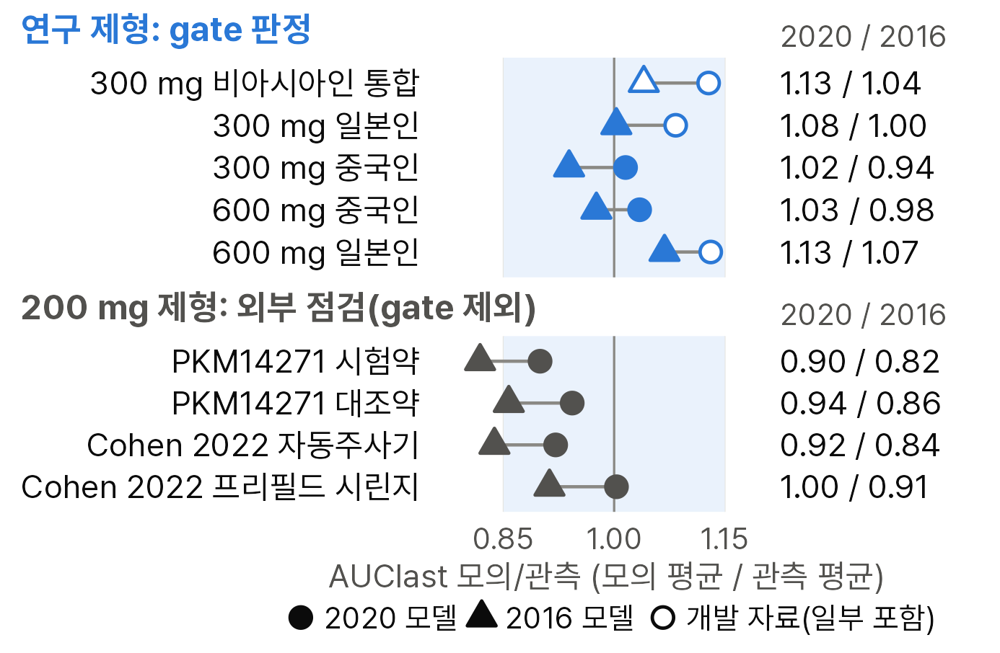 연구 제형: gate 판정
2020 / 2016
300 mg 비아시아인 통합 1.13 / 1.04
300 mg 일본인 1.08 / 1.00
300 mg 중국인 1.02 / 0.94
600 mg 중국인 1.03 / 0.98
600 mg 일본인 1.13 / 1.07
200 mg 제형: 외부 점검(gate 제외)
2020 / 2016
PKM14271 시험약 0.90 / 0.82
PKM14271 대조약 0.94 / 0.86
Cohen 2022 자동주사기 0.92 / 0.84
Cohen 2022 프리필드 시린지 1.00 / 0.91
0.85 1.00 1.15
AUClast 모의/관측 (모의 평균 / 관측 평균)
2020 모델 2016 모델 개발 자료(일부 포함)